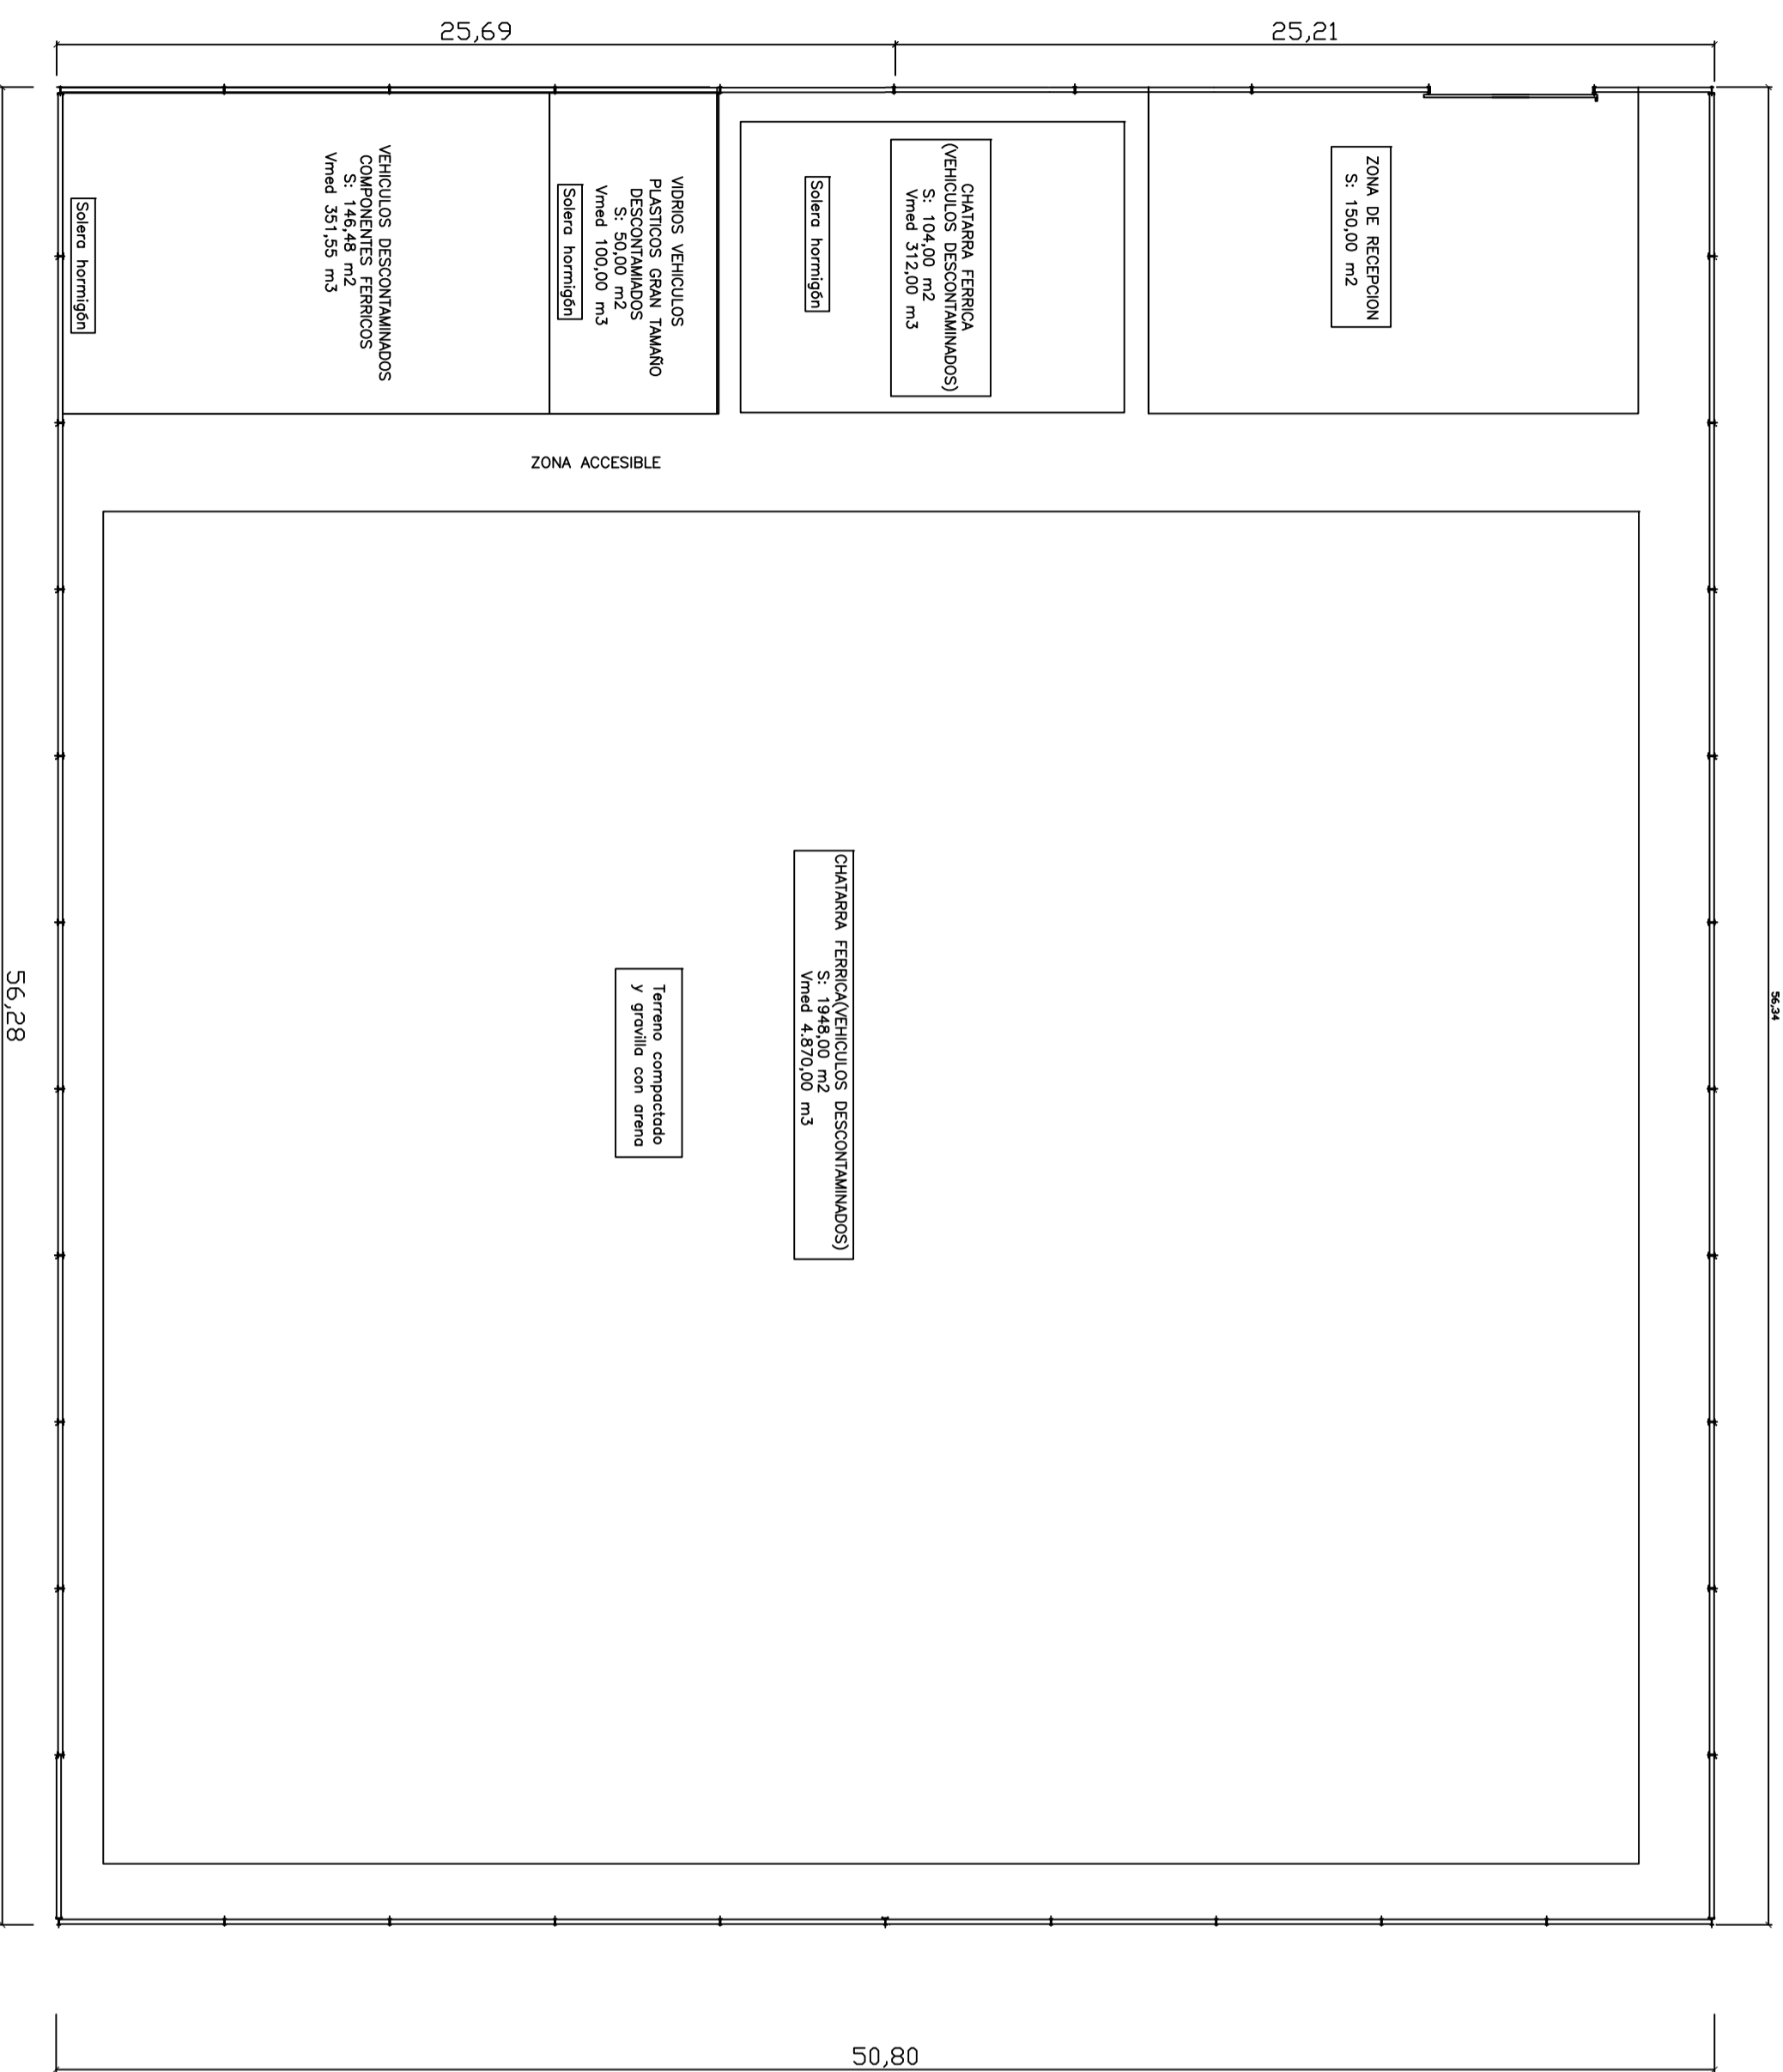 25,69
25,21
ZONA DE RECEPCION
S: 150,00 m2
CHATARRA FERRICA
(VEHICULOS DESCONTAMINADOS)
S: 104,00 m2
Vmed 312,00 m3
Solera hormigón
VIDRIOS VEHICULOS
PLASTICOS GRAN TAMAÑO
DESCONTAMIADOS
S: 50,00 m2
Vmed 100,00 m3
Solera hormigón
VEHICULOS DESCONTAMINADOS
COMPONENTES FERRICOS
S: 146,48 m2
Vmed 351,55 m3
Solera hormigón
ZONA ACCESIBLE
CHATARRA FERRICA(VEHICULOS DESCONTAMINADOS)
S: 1948,00 m2
Vmed 4.870,00 m3
Terreno compactado
y gravilla con arena
56,34
56,28
50,80